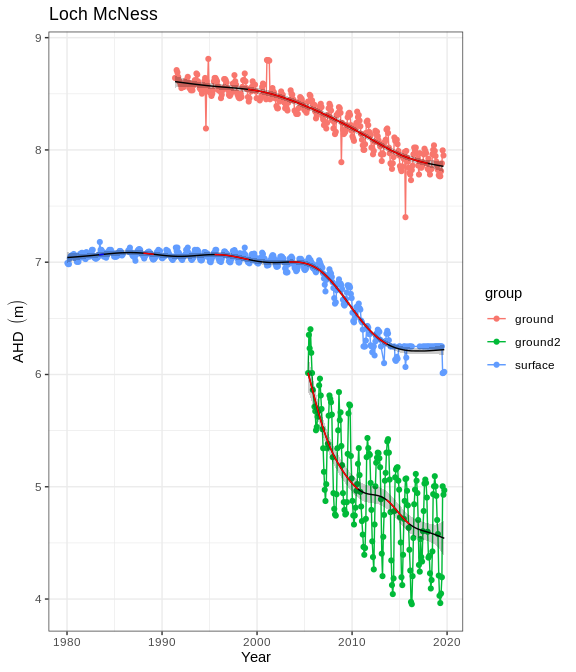 Loch McNess
9
8
7
6
5
4
AHD (m)
1980 1990 2000 2010 2020
Year
group
ground
ground2
surface